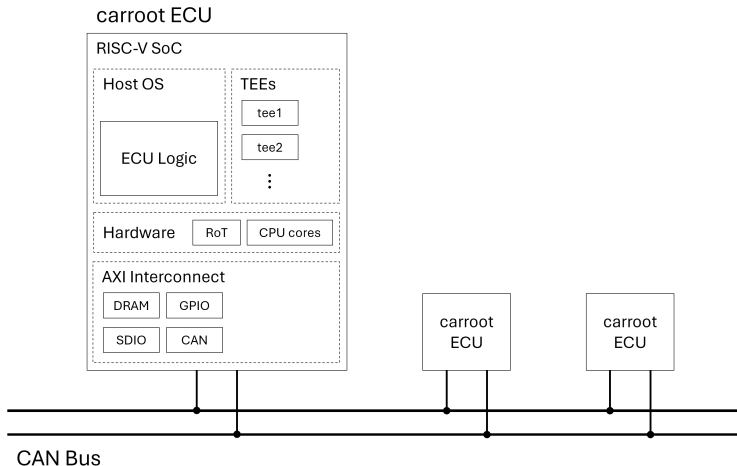 carroot ECU
RISC-V SoC
Host OS
ECU Logic
TEEs
tee1
tee2
Hardware
RoT
CPU cores
AXI Interconnect
DRAM
GPIO
SDIO
CAN
carroot
ECU
carroot
ECU
CAN Bus